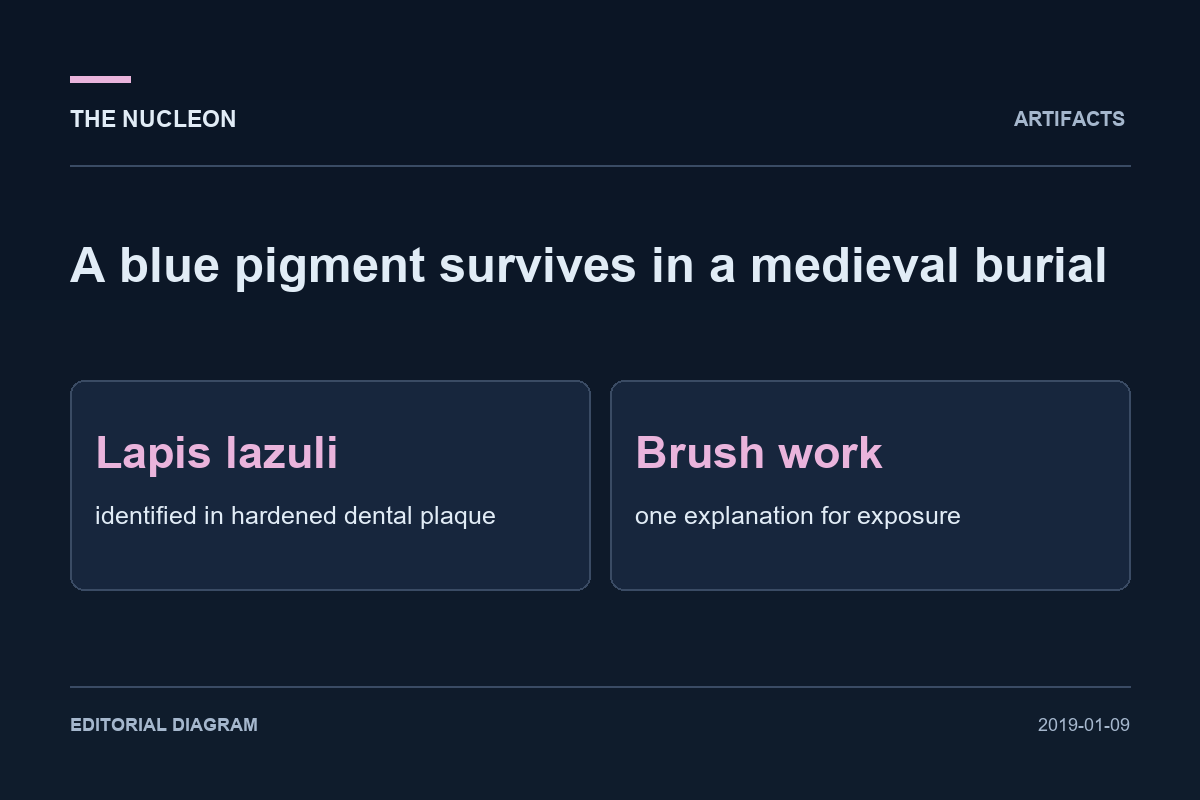 THE NUCLEON
ARTIFACTS
A blue pigment survives in a medieval burial
Lapis lazuli
identified in hardened dental plaque
Brush work
one explanation for exposure
EDITORIAL DIAGRAM
2019-01-09